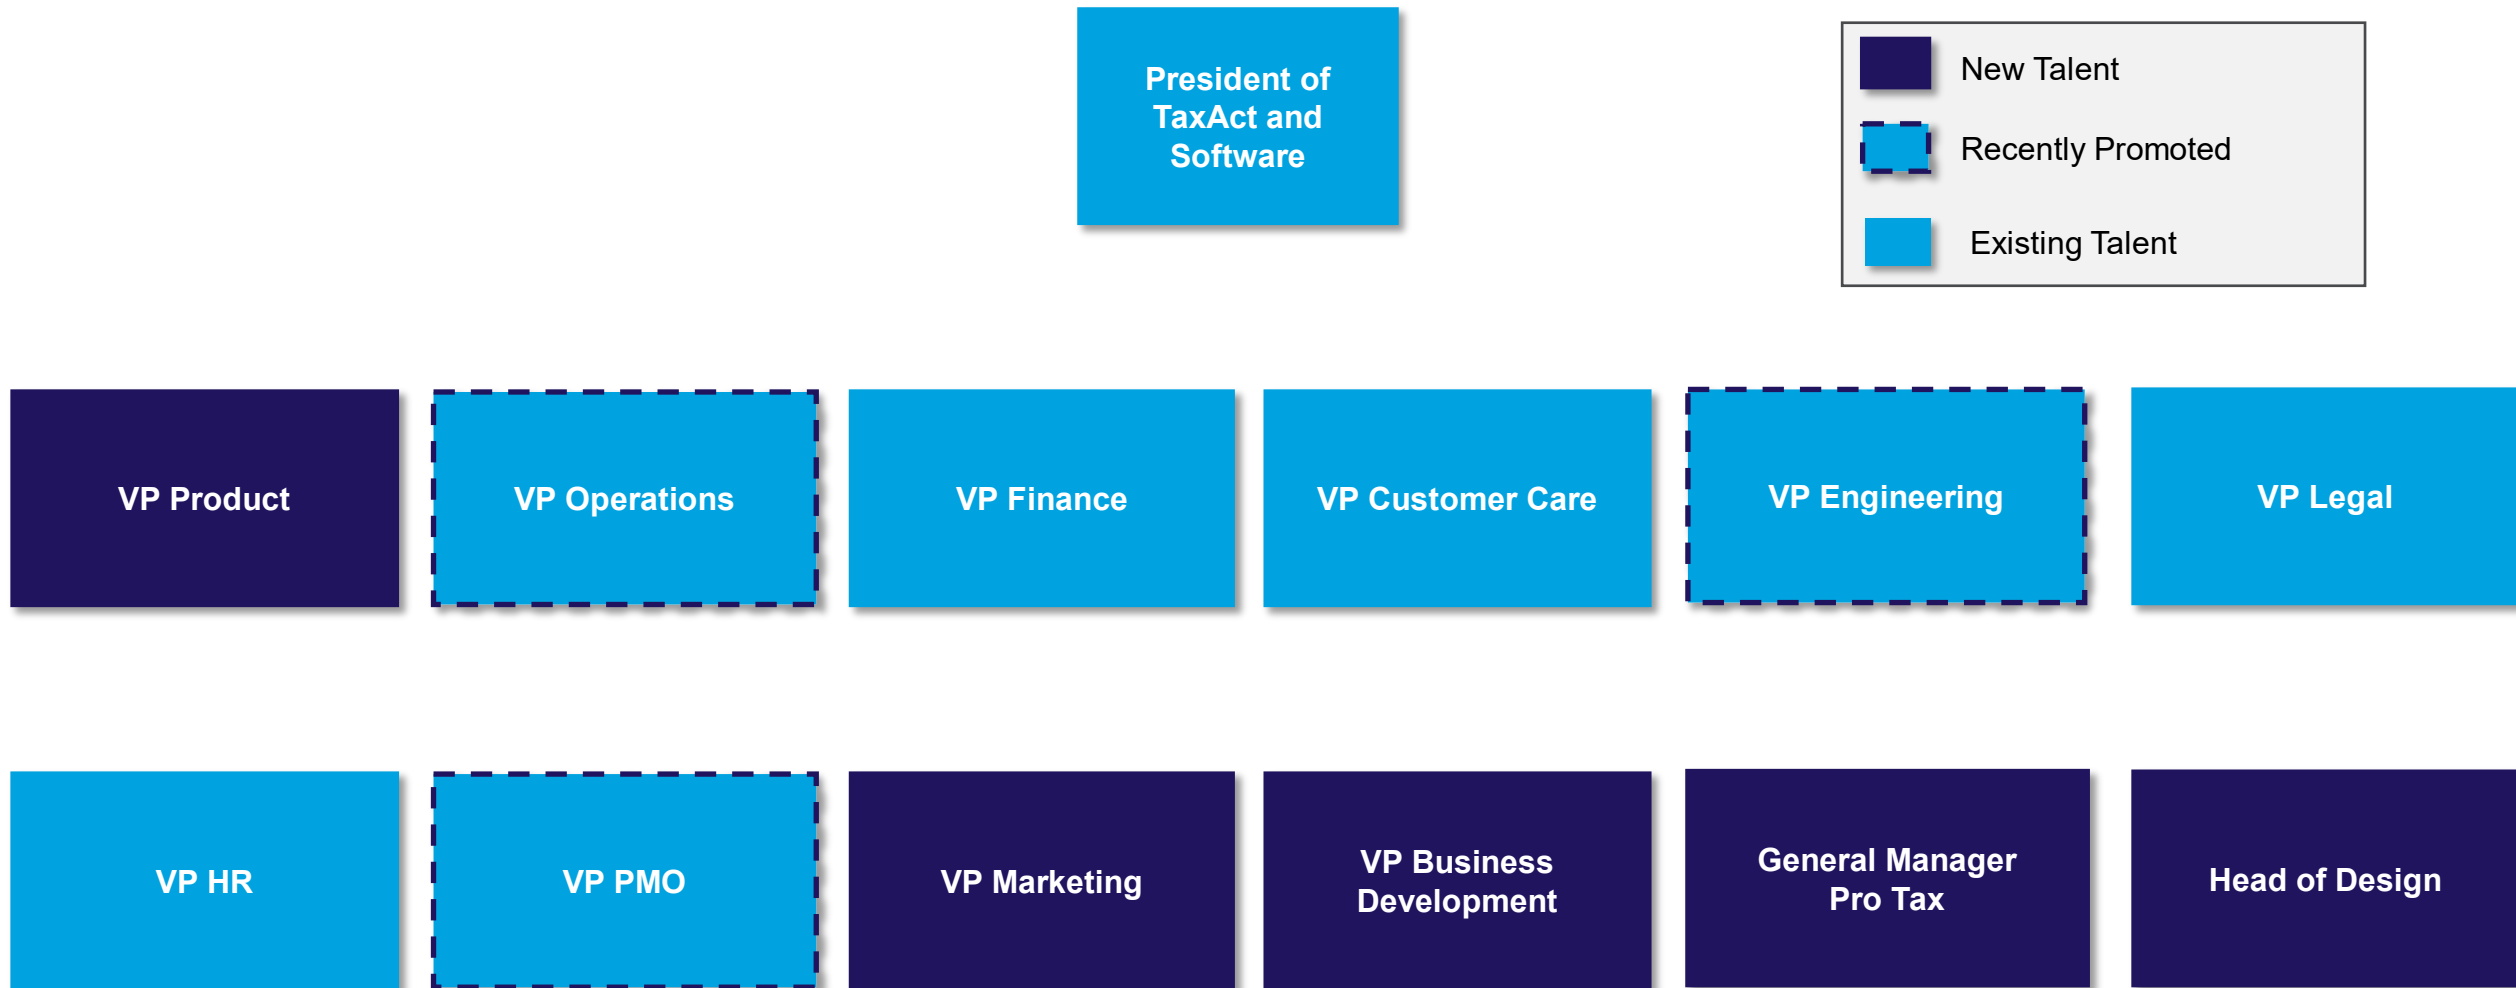 President of
TaxAct and
Software
New Talent
Recently Promoted
Existing Talent
VP Product
VP Operations
VP Finance
VP Customer Care
VP Engineering
VP Legal
VP HR
VP PMO
VP Marketing
VP Business
Development
General Manager
Pro Tax
Head of Design